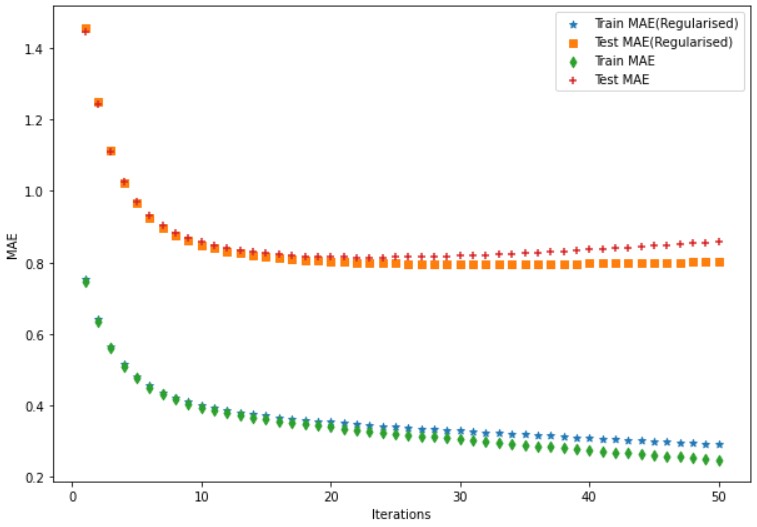 Train MAE(Regularised)
Test MAE(Regularised)
Train MAE
Test MAE
1.4
1.2
1.0
0.8
0.6
0.4
0.2
MAE
0
10
20
30
40
50
Iterations